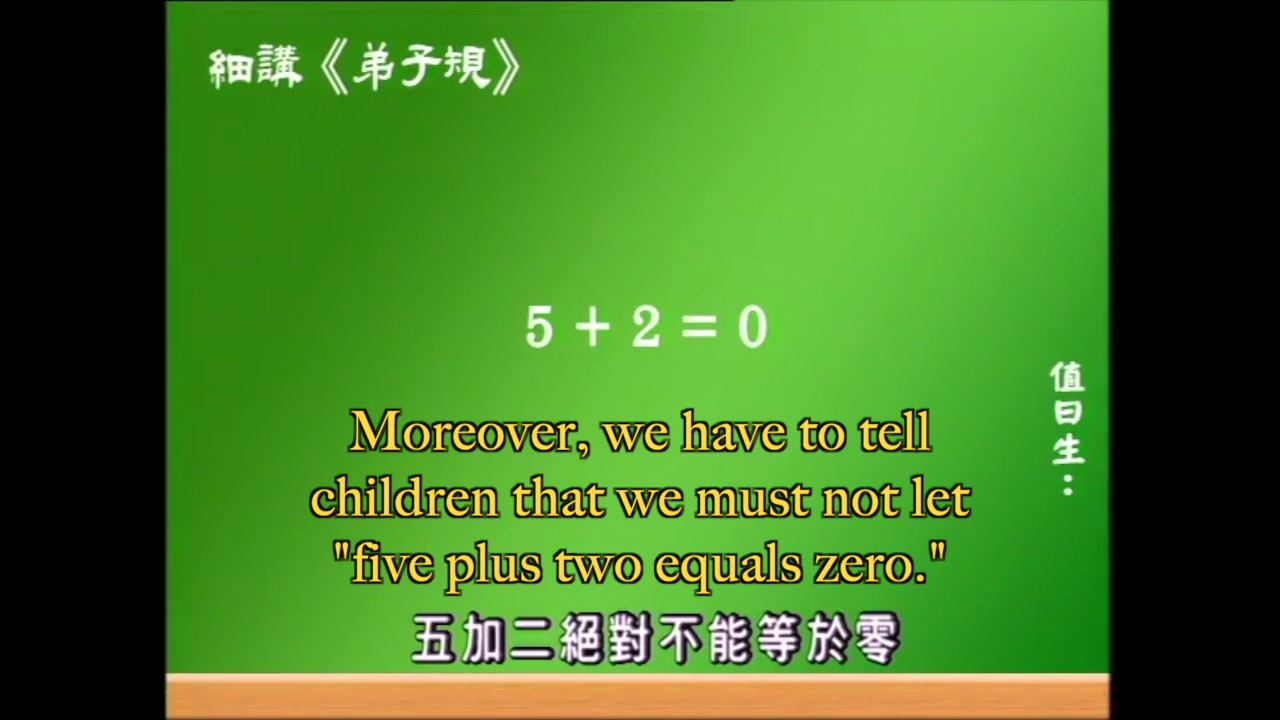 細講《弟子規》
5 + 2 = 0
值日生：
Moreover, we have to tell
children that we must not let
"five plus two equals zero."
五加二絕對不能等於零